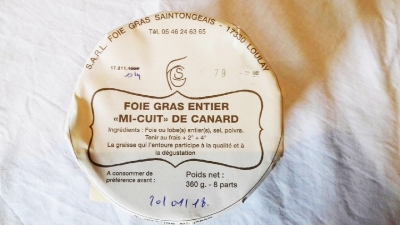 S.A.R.L. FOIE GRAS SAINTONGEAIS - 17330 LOULAY
Tél. 05 46 24 63 65
79
FOIE GRAS ENTIER
«MI-CUIT» DE CANARD
Ingrédients : Foie ou lobe(s) entier(s), sel, poivre.
Tenir au frais + 2° + 4°
La graisse qui l'entoure participe à la qualité et à
la dégustation
A consommer de
préférence avant :
Poids net :
360 g. - 8 parts
20/01/18.